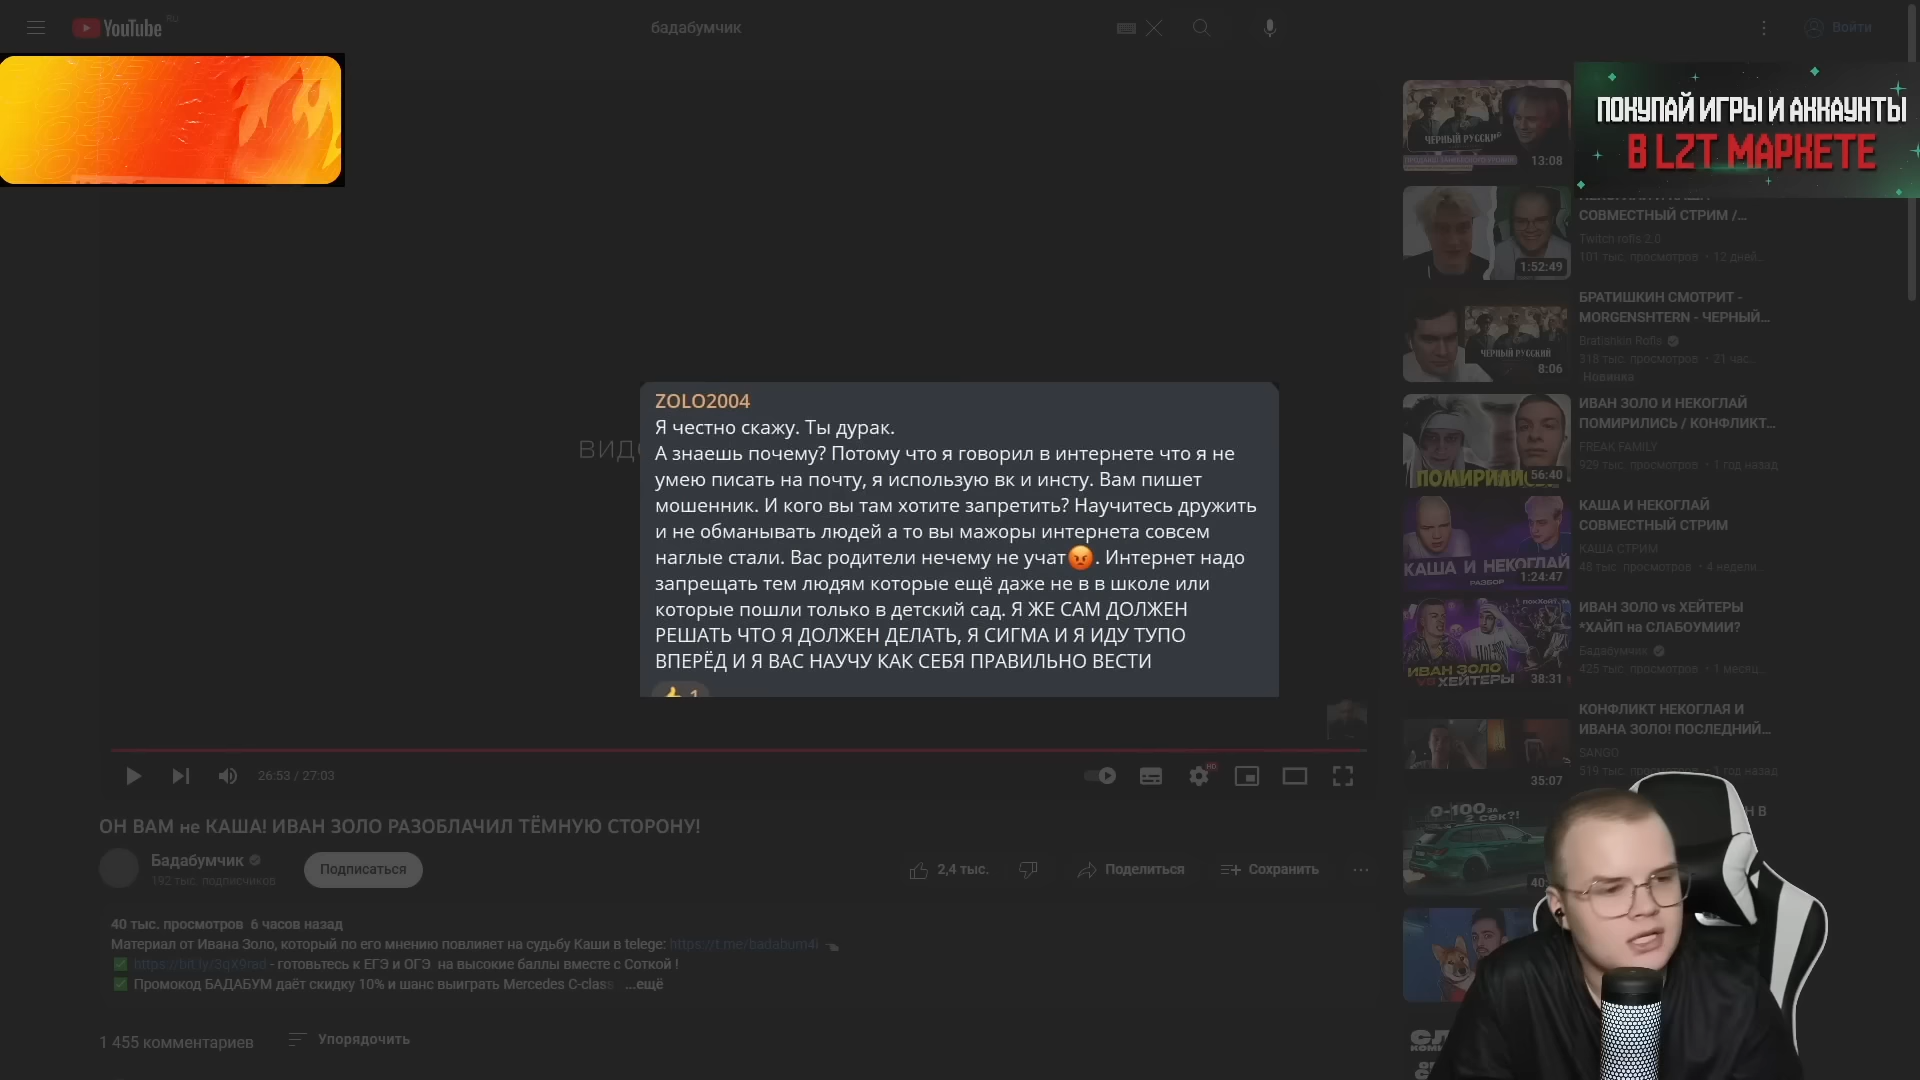 YouTube RU
бадабумчик
Войти
ПОКУПАЙ ИГРЫ И АККАУНТЫ
В LZT МАРКЕТЕ
ЧЕРНЫЙ РУССКИЙ
13:08
СОВМЕСТНЫЙ СТРИМ /...
Twitch rofls 2.0
101 тыс. просмотров • 12 дней...
1:52:49
БРАТИШКИН СМОТРИТ -
MORGENSHTERN - ЧЕРНЫЙ...
Bratishkin Rofls
318 тыс. просмотров • 21 час...
Новинка
ЧЕРНЫЙ РУССКИЙ
8:06
ZOLO2004
Я честно скажу. Ты дурак.
А знаешь почему? Потому что я говорил в интернете что я не
умею писать на почту, я использую вк и инсту. Вам пишет
мошенник. И кого вы там хотите запретить? Научитесь дружить
и не обманывать людей а то вы мажоры интернета совсем
наглые стали. Вас родители нечему не учат😡. Интернет надо
запрещать тем людям которые ещё даже не в в школе или
которые пошли только в детский сад. Я ЖЕ САМ ДОЛЖЕН
РЕШАТЬ ЧТО Я ДОЛЖЕН ДЕЛАТЬ, Я СИГМА И Я ИДУ ТУПО
ВПЕРЁД И Я ВАС НАУЧУ КАК СЕБЯ ПРАВИЛЬНО ВЕСТИ
👍 1
ИВАН ЗОЛО И НЕКОГЛАЙ
ПОМИРИЛИСЬ / КОНФЛИКТ...
FREAK FAMILY
929 тыс. просмотров • 1 год назад
56:40
КАША И НЕКОГЛАЙ
СОВМЕСТНЫЙ СТРИМ
КАША СТРИМ
48 тыс. просмотров • 4 недели...
КАША И НЕКОГЛАЙ
РАЗБОР
1:24:47
ИВАН ЗОЛО vs ХЕЙТЕРЫ
*ХАЙП на СЛАБОУМИИ?
Бадабумчик
425 тыс. просмотров • 1 месяц...
ИВАН ЗОЛО
VS ХЕЙТЕРЫ
38:31
КОНФЛИКТ НЕКОГЛАЯ И
ИВАНА ЗОЛО! ПОСЛЕДНИЙ...
SANGO
519 тыс. просмотров • 1 год назад
35:07
0-100 за
2 сек?!
26:53 / 27:03
HD
ОН ВАМ не КАША! ИВАН ЗОЛО РАЗОБЛАЧИЛ ТЁМНУЮ СТОРОНУ!
Бадабумчик
192 тыс. подписчиков
Подписаться
2,4 тыс.
Поделиться
Сохранить
40 тыс. просмотров 6 часов назад
Материал от Ивана Золо, который по его мнению повлияет на судьбу Каши в telege: https://t.me/badabum4i
- готовьтесь к ЕГЭ и ОГЭ на высокие баллы вместе с Соткой !
Промокод БАДАБУМ даёт скидку 10% и шанс выиграть Mercedes C-class ...ещё
1 455 комментариев
Упорядочить